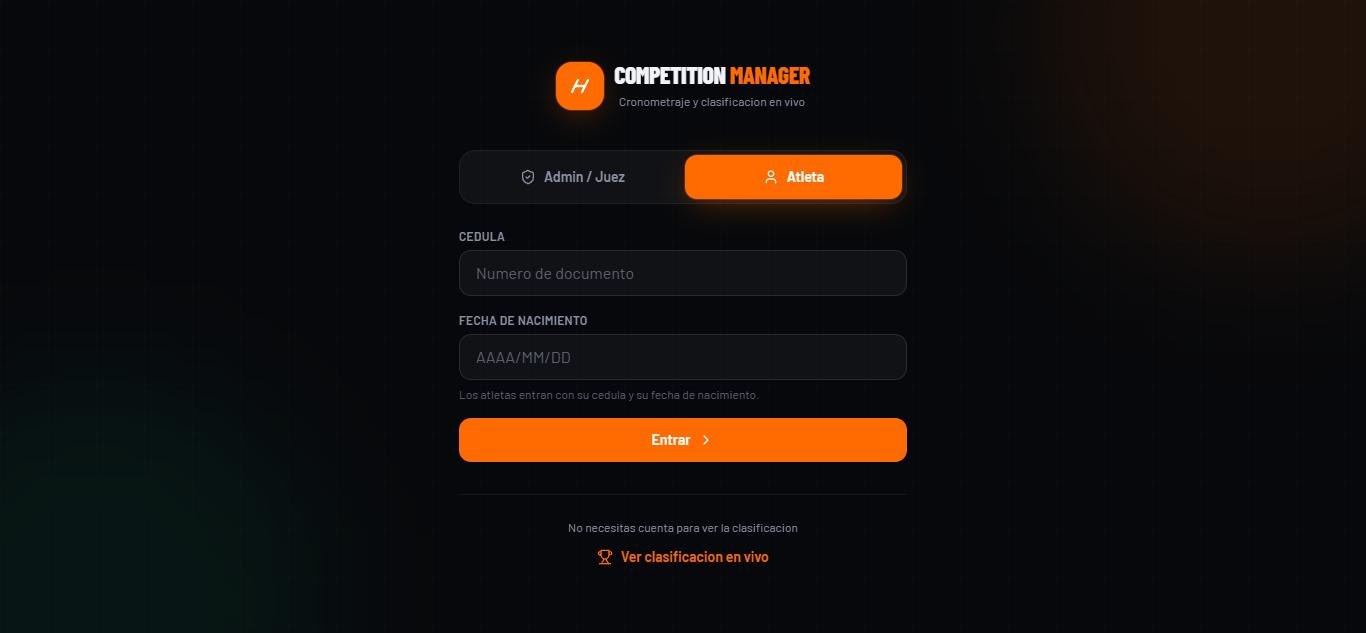 COMPETITION MANAGER
Cronometraje y clasificacion en vivo
Admin / Juez
Atleta
CEDULA
Numero de documento
FECHA DE NACIMIENTO
AAAA/MM/DD
Los atletas entran con su cedula y su fecha de nacimiento.
Entrar
No necesitas cuenta para ver la clasificacion
Ver clasificacion en vivo